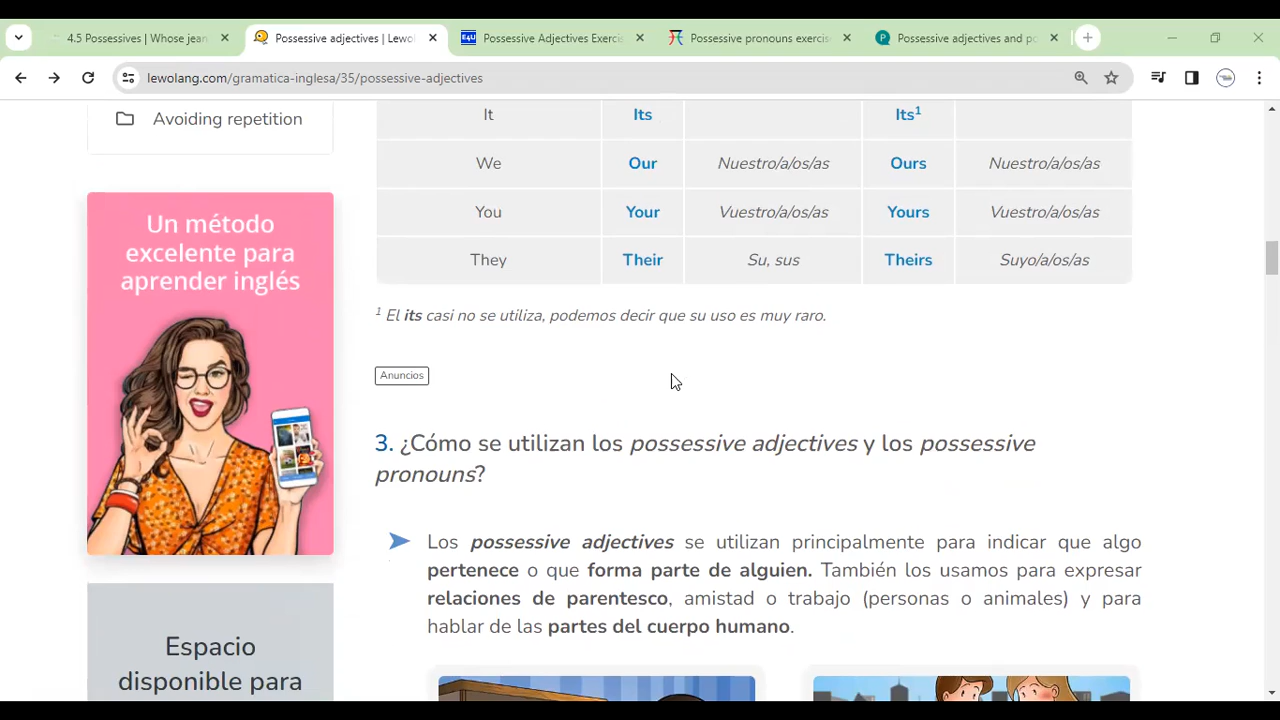 4.5 Possessives | Whose jean
Possessive adjectives | Lewo
Possessive Adjectives Exerci
Possessive pronouns exercis
Possessive adjectives and p
lewolang.com/gramatica-inglesa/35/possessive-adjectives
Avoiding repetition
It Its Its¹
We Our Nuestro/a/os/as Ours Nuestro/a/os/as
You Your Vuestro/a/os/as Yours Vuestro/a/os/as
They Their Su, sus Theirs Suyo/a/os/as
¹ El its casi no se utiliza, podemos decir que su uso es muy raro.
Anuncios
3. ¿Cómo se utilizan los possessive adjectives y los possessive
pronouns?
Los possessive adjectives se utilizan principalmente para indicar que algo
pertenece o que forma parte de alguien. También los usamos para expresar
relaciones de parentesco, amistad o trabajo (personas o animales) y para
hablar de las partes del cuerpo humano.
Un método
excelente para
aprender inglés
Espacio
disponible para